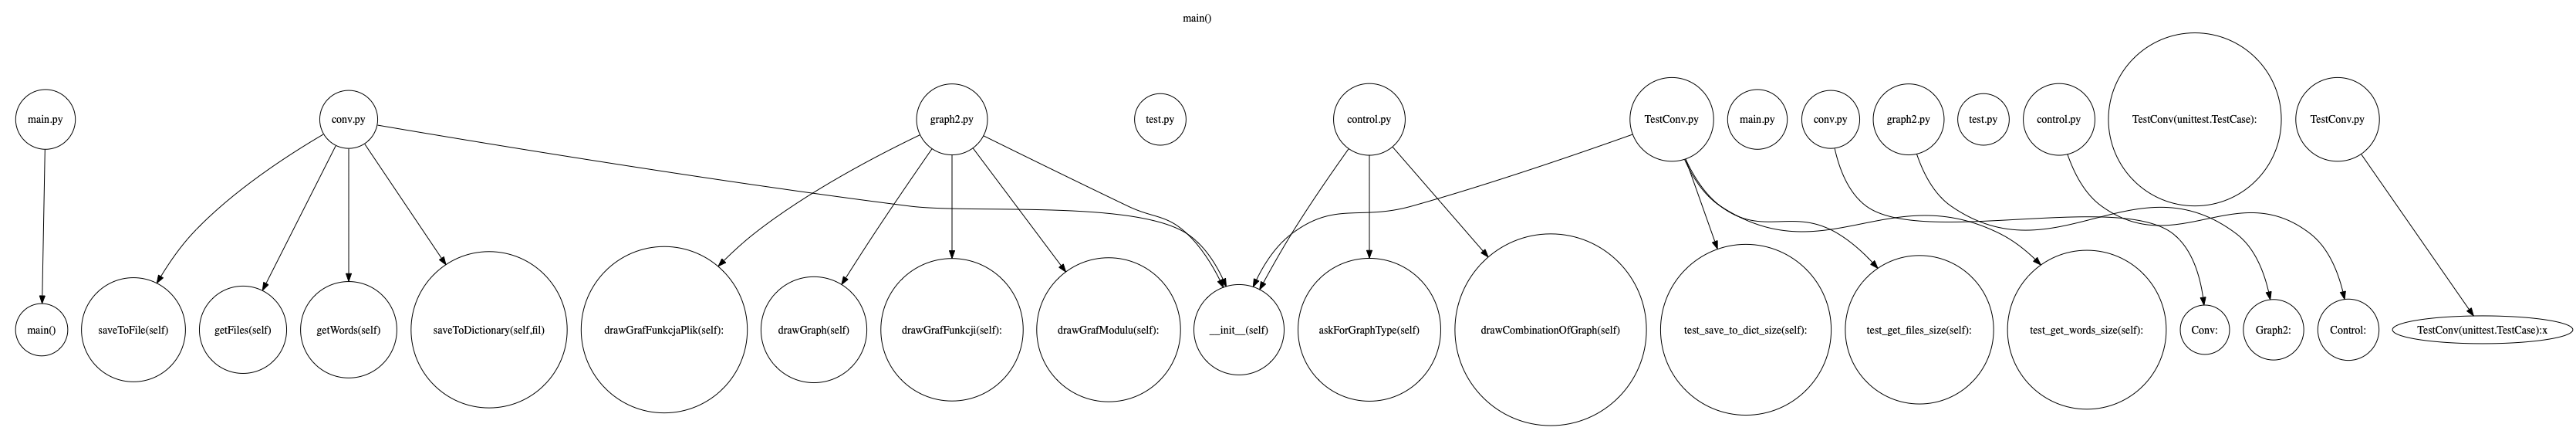 main()
main.py
conv.py
graph2.py
test.py
control.py
TestConv.py
main.py
conv.py
graph2.py
test.py
control.py
TestConv(unittest.TestCase):
TestConv.py
main()
saveToFile(self)
getFiles(self)
getWords(self)
saveToDictionary(self,fil)
drawGrafFunkcjaPlik(self):
drawGraph(self)
drawGrafFunkcji(self):
drawGrafModulu(self):
__init__(self)
askForGraphType(self)
drawCombinationOfGraph(self)
test_save_to_dict_size(self):
test_get_files_size(self):
test_get_words_size(self):
Conv:
Graph2:
Control:
TestConv(unittest.TestCase):x